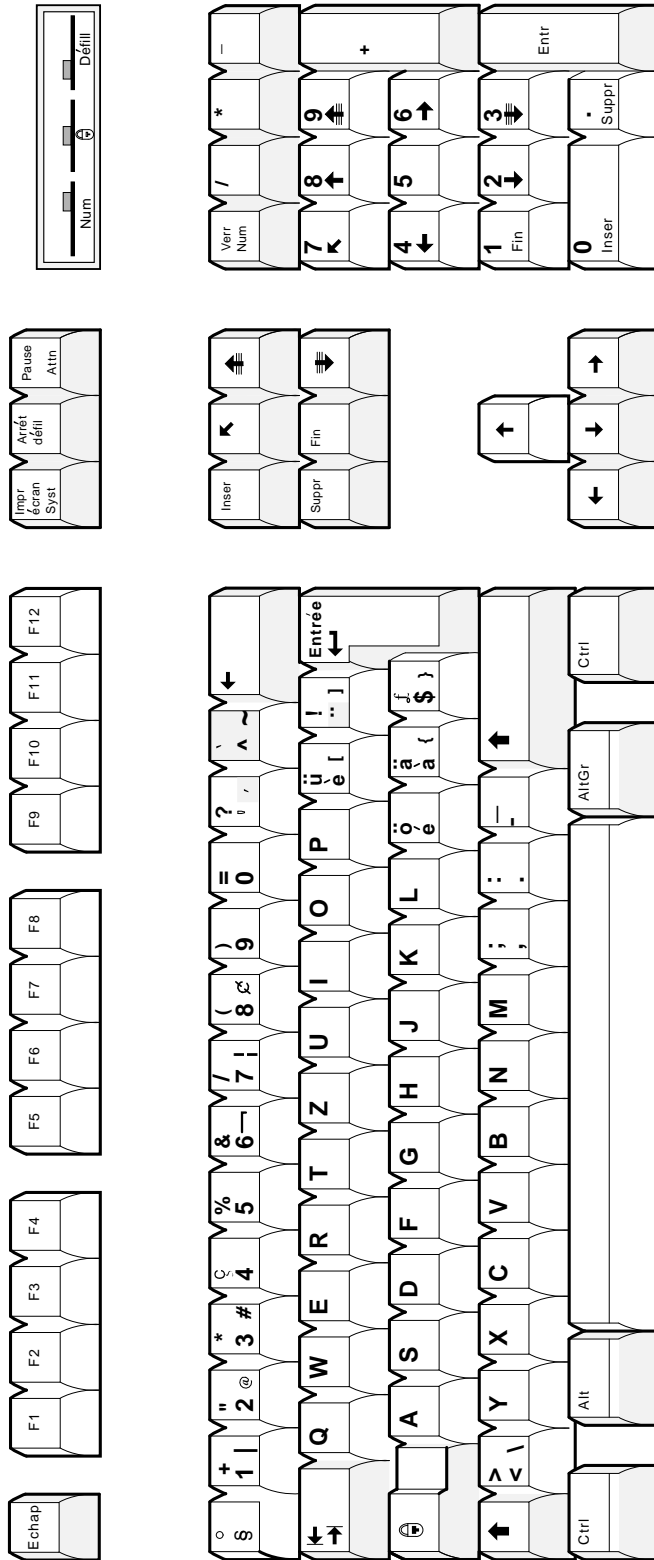 Echap
F1 F2 F3 F4
F5 F6 F7 F8
F9 F10 F11 F12
Impr écran Syst
Arrêt défil
Pause Attn
Num Défill
° §
+ 1 |
" 2 @
* 3 #
ç 4
% 5
& 6 ¬
/ 7 ¦
( 8 ¢
) 9
= 0
? ' ´
` ^ ~
←
Inser
↖
Verr Num
/ * -
Q W E R T Z U I O P
ü è [
! ¨ ]
Entrée
↵
Suppr
Fin
7 ↖
8 ↑
9
+
A S D F G H J K L
ö é
ä à {
£ $ }
4 ←
5
6 →
⬆
> < \
Y X C V B N M
; ,
: .
_ -
⬆
↑
1 Fin
2 ↓
3
Entr
Ctrl
Alt
AltGr
Ctrl
← ↓ →
0 Inser
. Suppr